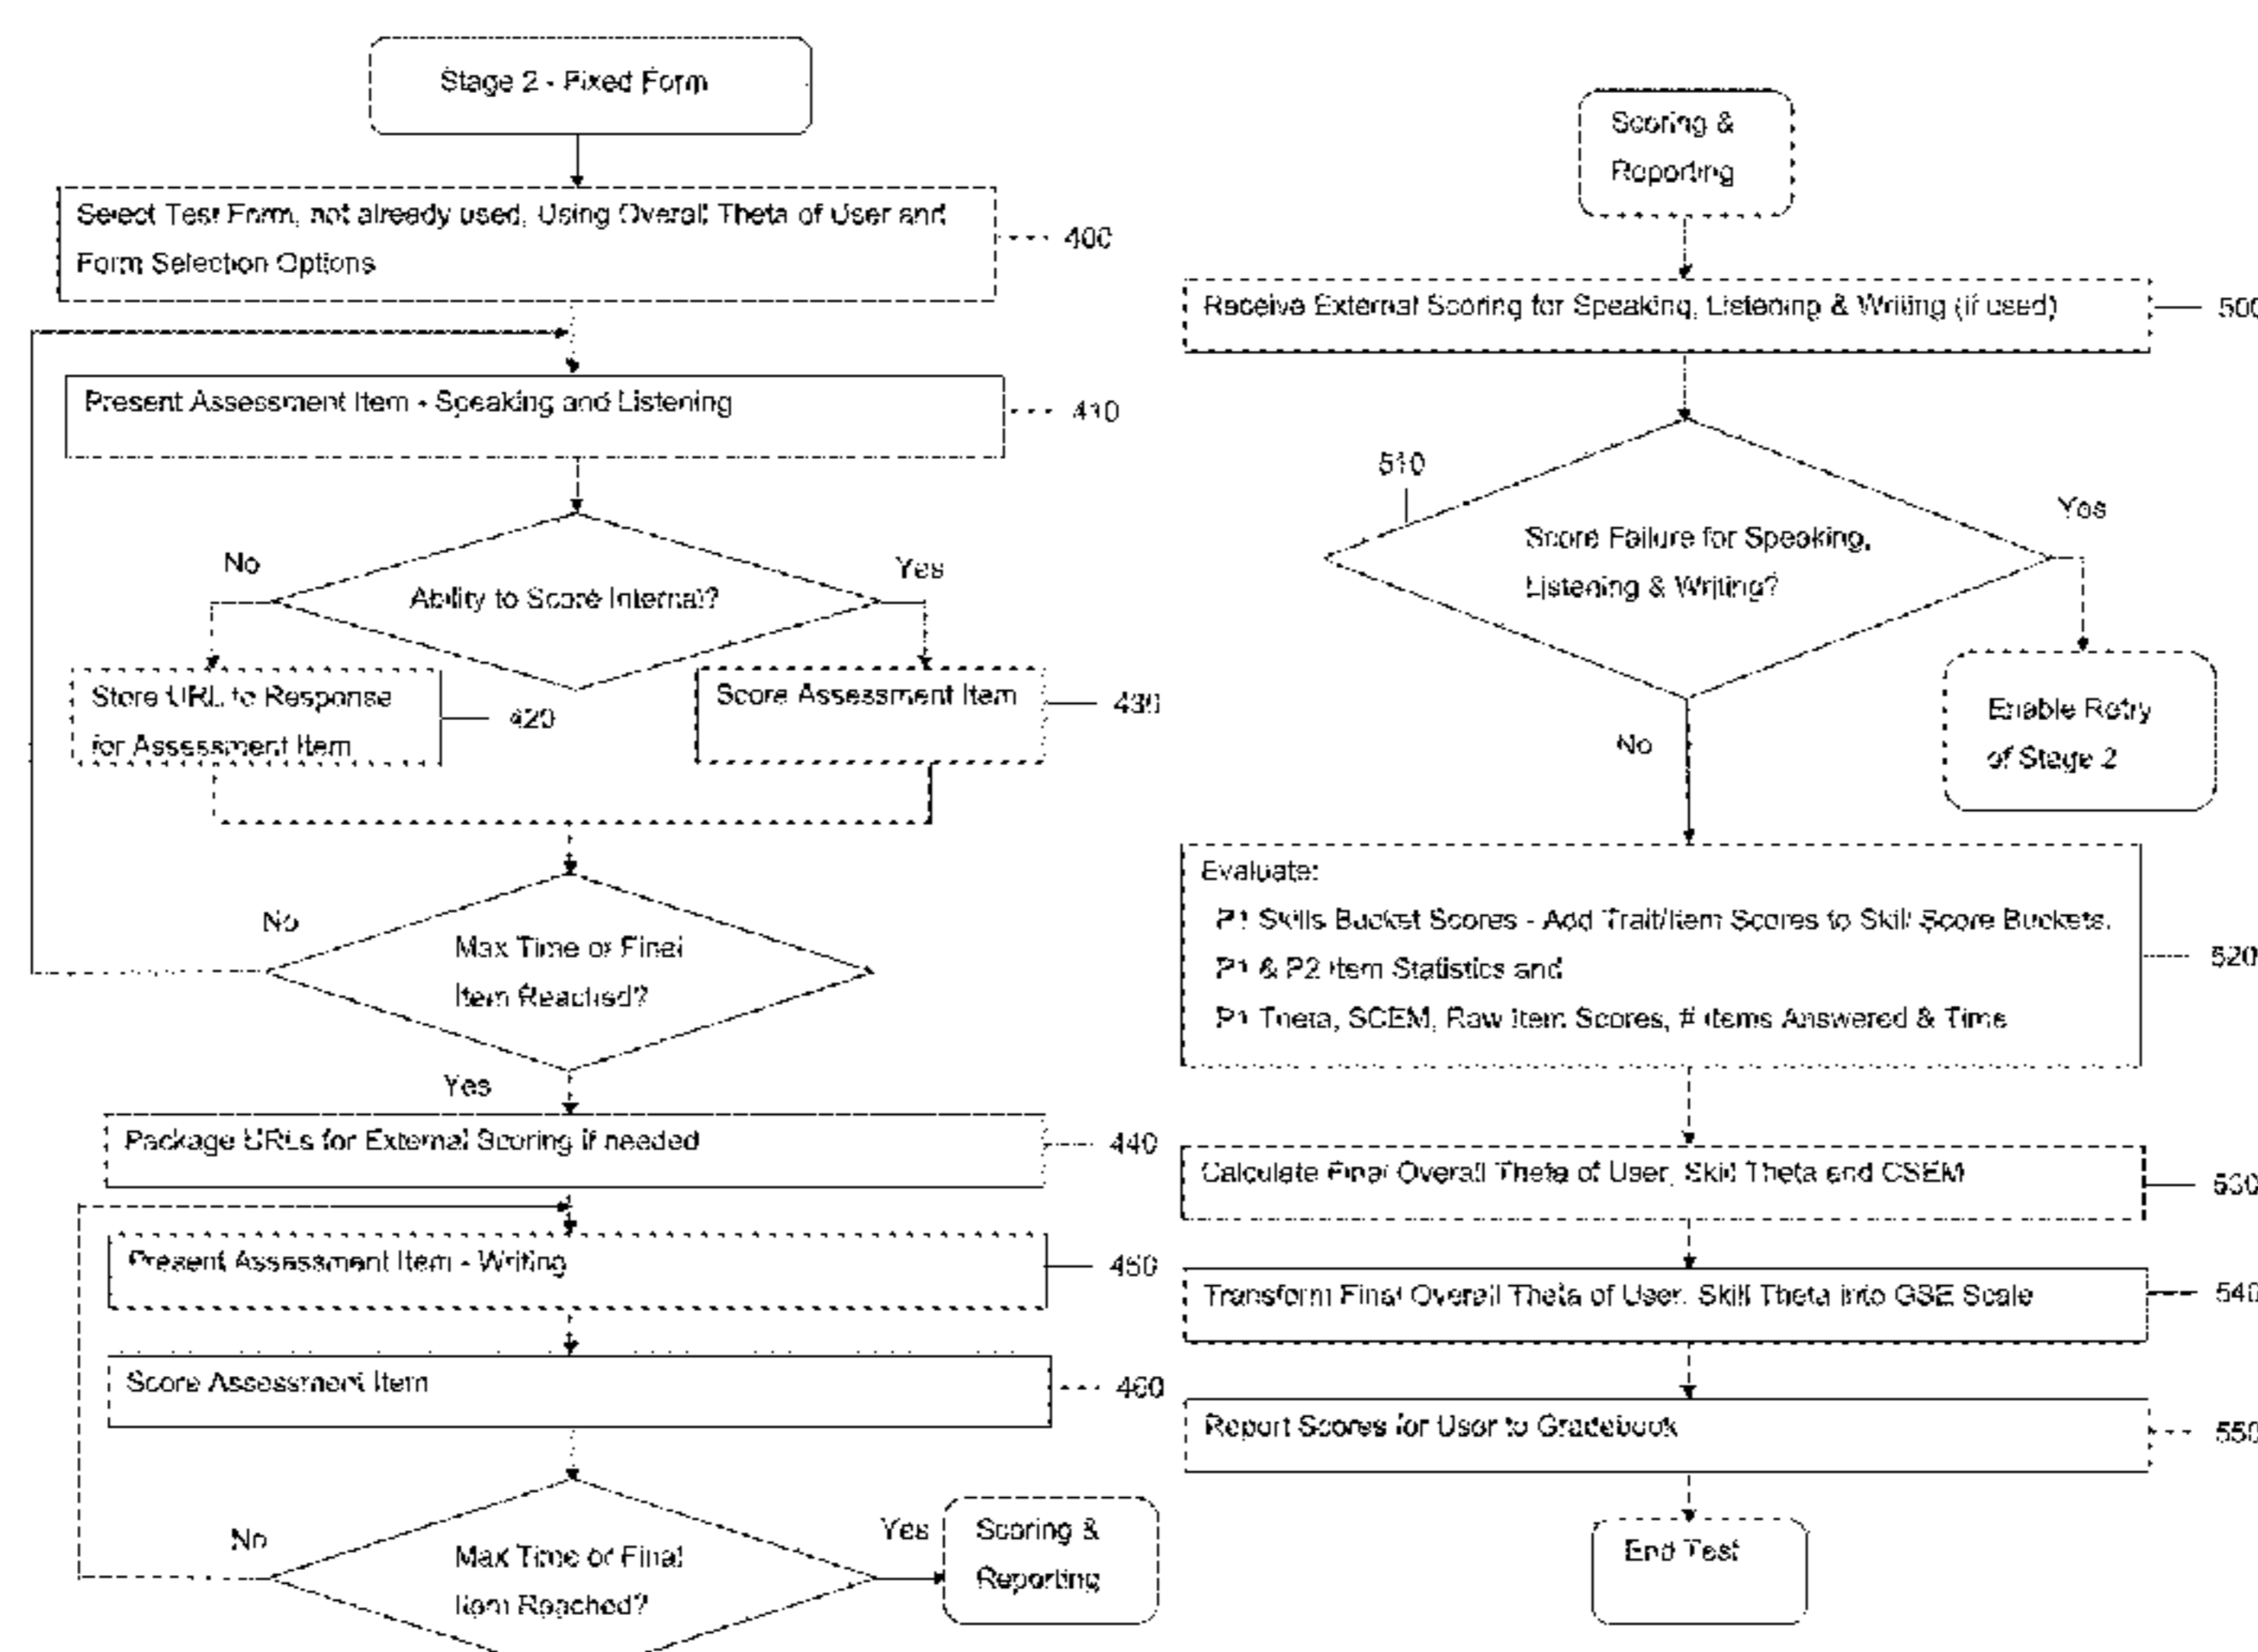 Stage 2 - Fixed Form
Select Test Form, not already used, Using Overall Theta of User and
Form Selection Options
400
Present Assessment Item - Speaking and Listening
410
No
Ability to Score Internal?
Yes
Store URL to Response
for Assessment Item
420
Score Assessment Item
430
No
Max Time or Final
Item Reached?
Yes
Package URLs for External Scoring if needed
440
Present Assessment Item - Writing
450
Score Assessment Item
460
No
Max Time or Final
Item Reached?
Yes
Scoring &
Reporting
Scoring &
Reporting
Receive External Scoring for Speaking, Listening & Writing (if used)
500
510
Score Failure for Speaking,
Listening & Writing?
Yes
Enable Retry
of Stage 2
No
Evaluate:
P1 Skills Bucket Scores - Add Trait/Item Scores to Skill Score Buckets,
P1 & P2 Item Statistics and
P1 Theta, SCEM, Raw Item Scores, # Items Answered & Time
520
Calculate Final Overall Theta of User, Skill Theta and CSEM
530
Transform Final Overall Theta of User, Skill Theta into GSE Scale
540
Report Scores for User to Gradebook
550
End Test